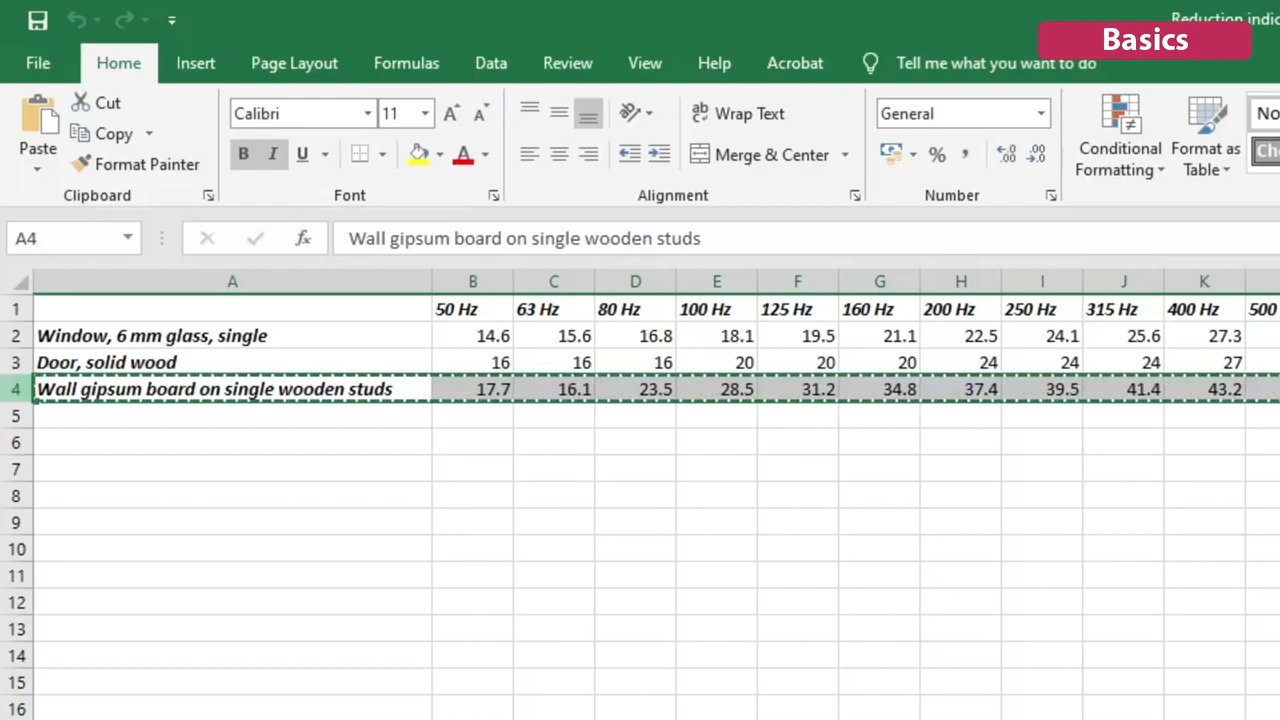 Reduction indic
Basics
File Home Insert Page Layout Formulas Data Review View Help Acrobat Tell me what you want to do
Cut
Copy
Format Painter
Paste
Clipboard
Calibri 11
B I U A
Font
ab Wrap Text
Merge & Center
Alignment
General
% ,
Number
Conditional Formatting
Format as Table
No
Che
A4 fx Wall gipsum board on single wooden studs
A B C D E F G H I J K
1 50 Hz 63 Hz 80 Hz 100 Hz 125 Hz 160 Hz 200 Hz 250 Hz 315 Hz 400 Hz 500
2 Window, 6 mm glass, single 14.6 15.6 16.8 18.1 19.5 21.1 22.5 24.1 25.6 27.3
3 Door, solid wood 16 16 16 20 20 20 24 24 24 27
4 Wall gipsum board on single wooden studs 17.7 16.1 23.5 28.5 31.2 34.8 37.4 39.5 41.4 43.2
5
6
7
8
9
10
11
12
13
14
15
16